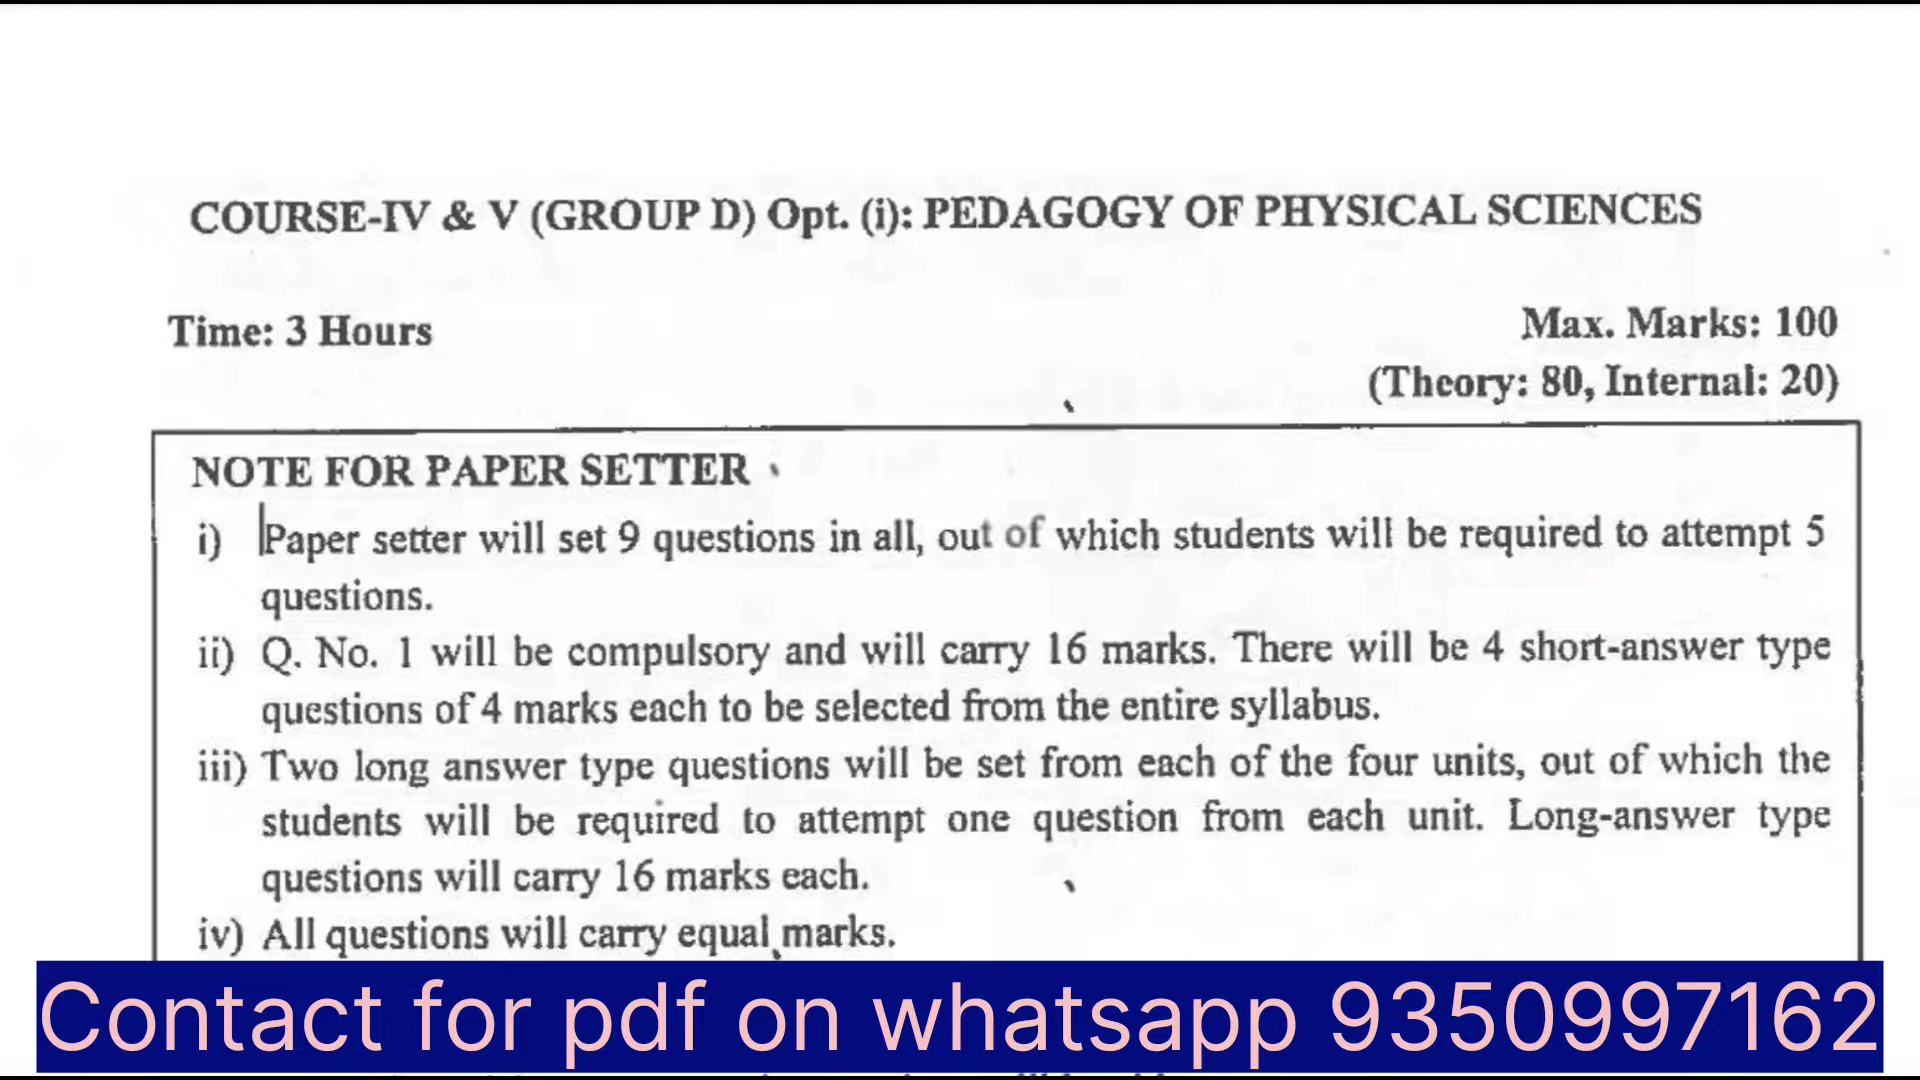 COURSE-IV & V (GROUP D) Opt. (i): PEDAGOGY OF PHYSICAL SCIENCES
Time: 3 Hours
Max. Marks: 100
(Theory: 80, Internal: 20)
NOTE FOR PAPER SETTER
i) Paper setter will set 9 questions in all, out of which students will be required to attempt 5
questions.
ii) Q. No. 1 will be compulsory and will carry 16 marks. There will be 4 short-answer type
questions of 4 marks each to be selected from the entire syllabus.
iii) Two long answer type questions will be set from each of the four units, out of which the
students will be required to attempt one question from each unit. Long-answer type
questions will carry 16 marks each.
iv) All questions will carry equal marks.
Contact for pdf on whatsapp 9350997162